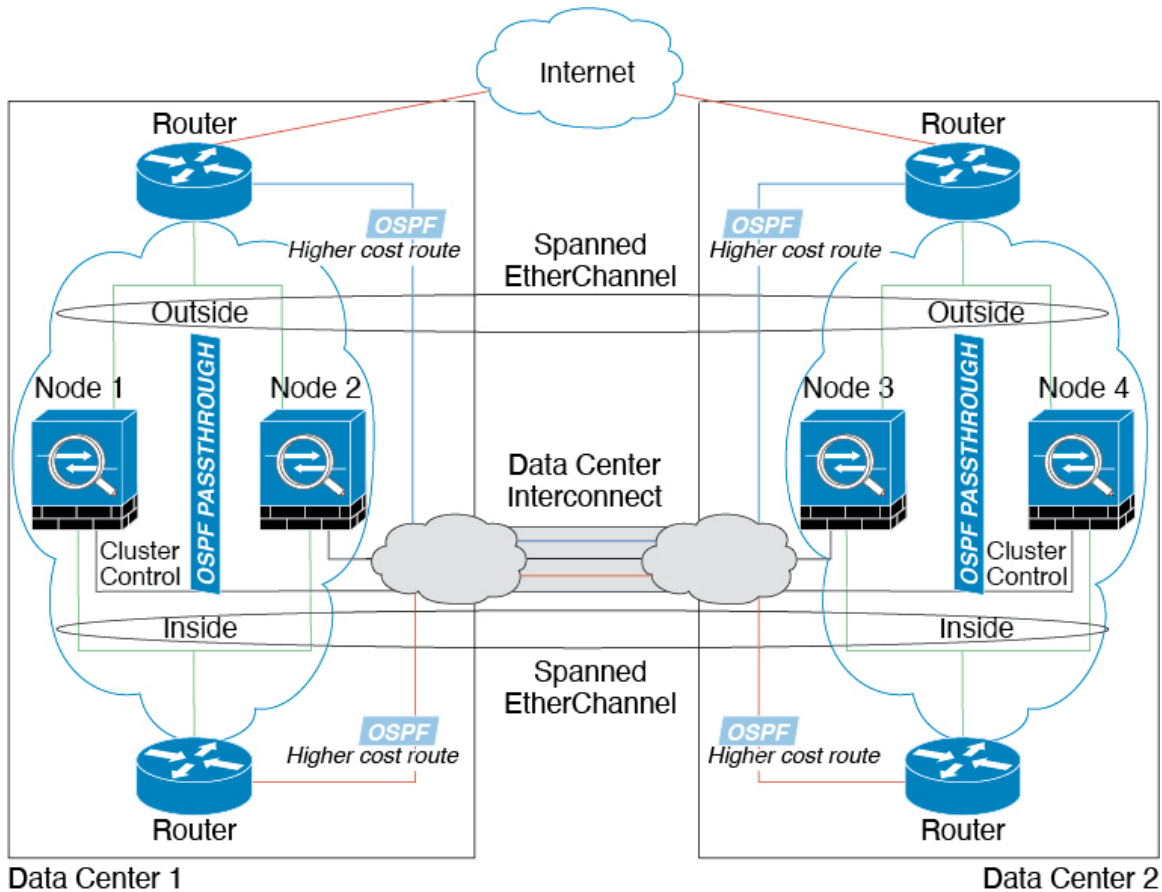 Internet
Router
Router
OSPF
Higher cost route
Spanned
EtherChannel
OSPF
Higher cost route
Outside
Outside
Node 1
Node 2
OSPF PASSTHROUGH
Node 3
Node 4
OSPF PASSTHROUGH
Data Center
Interconnect
Cluster
Control
Cluster
Control
Inside
Inside
Spanned
EtherChannel
OSPF
Higher cost route
OSPF
Higher cost route
Router
Router
Data Center 1
Data Center 2